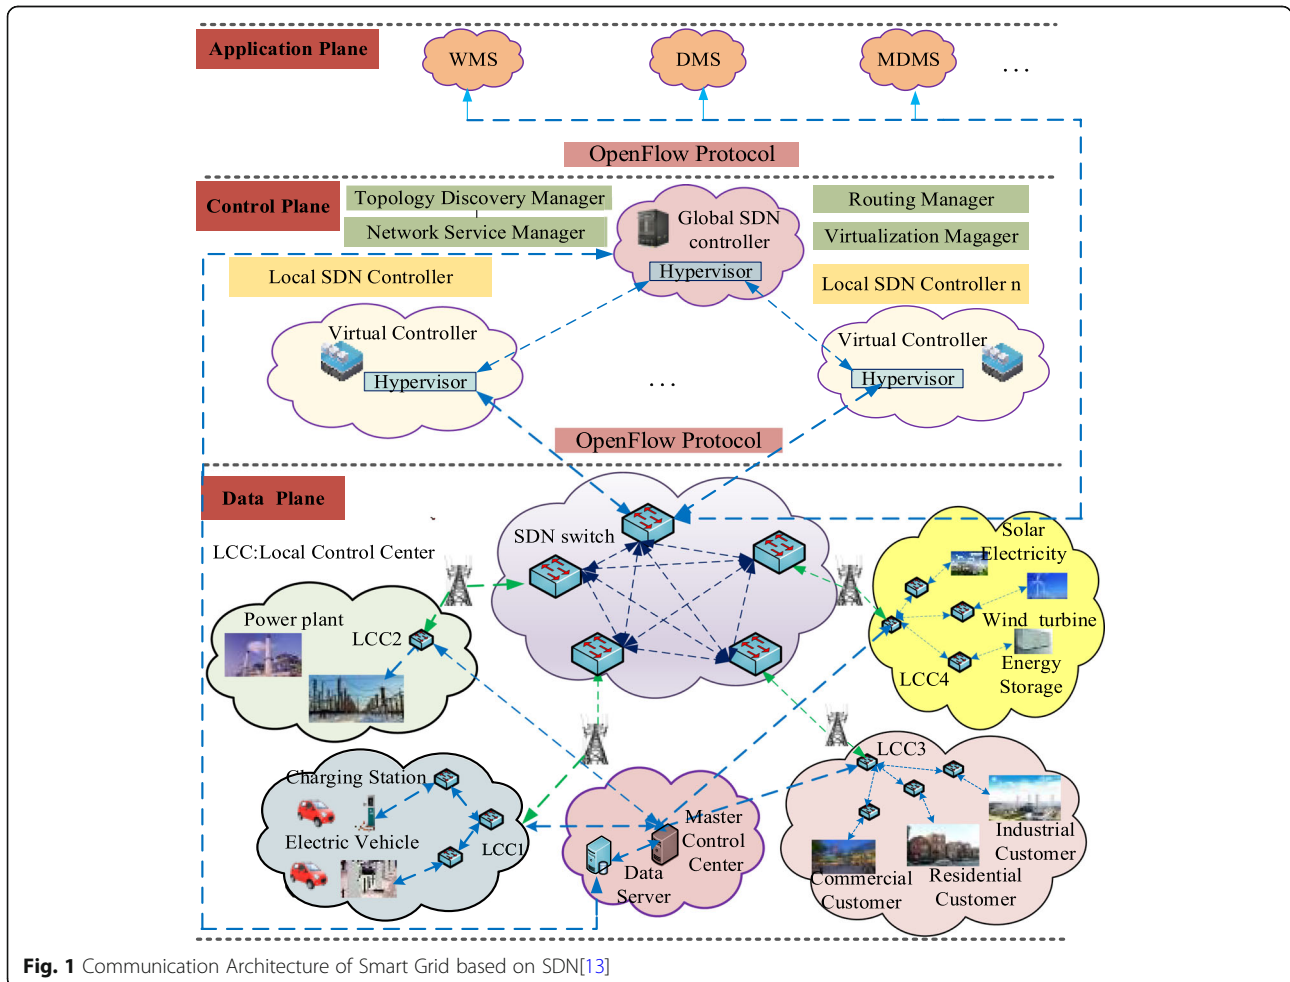 Application Plane
WMS
DMS
MDMS
...
OpenFlow Protocol
Control Plane
Topology Discovery Manager
Network Service Manager
Global SDN
controller
Hypervisor
Routing Manager
Virtualization Magager
Local SDN Controller
Local SDN Controller n
Virtual Controller
Hypervisor
...
Virtual Controller
Hypervisor
OpenFlow Protocol
Data Plane
LCC:Local Control Center
SDN switch
Power plant
LCC2
Solar
Electricity
Wind turbine
Energy
Storage
LCC4
Charging Station
Electric Vehicle
LCC1
Master
Control
Center
Data
Server
LCC3
Industrial
Customer
Commercial
Customer
Residential
Customer
Fig. 1 Communication Architecture of Smart Grid based on SDN[13]